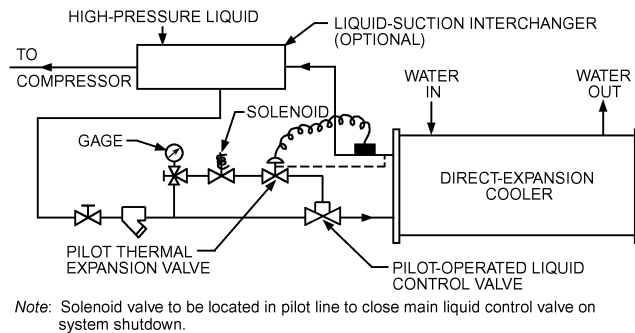 HIGH-PRESSURE LIQUID
LIQUID-SUCTION INTERCHANGER
(OPTIONAL)
TO
COMPRESSOR
WATER
IN
WATER
OUT
SOLENOID
GAGE
DIRECT-EXPANSION
COOLER
PILOT THERMAL
EXPANSION VALVE
PILOT-OPERATED LIQUID
CONTROL VALVE
Note: Solenoid valve to be located in pilot line to close main liquid control valve on
system shutdown.